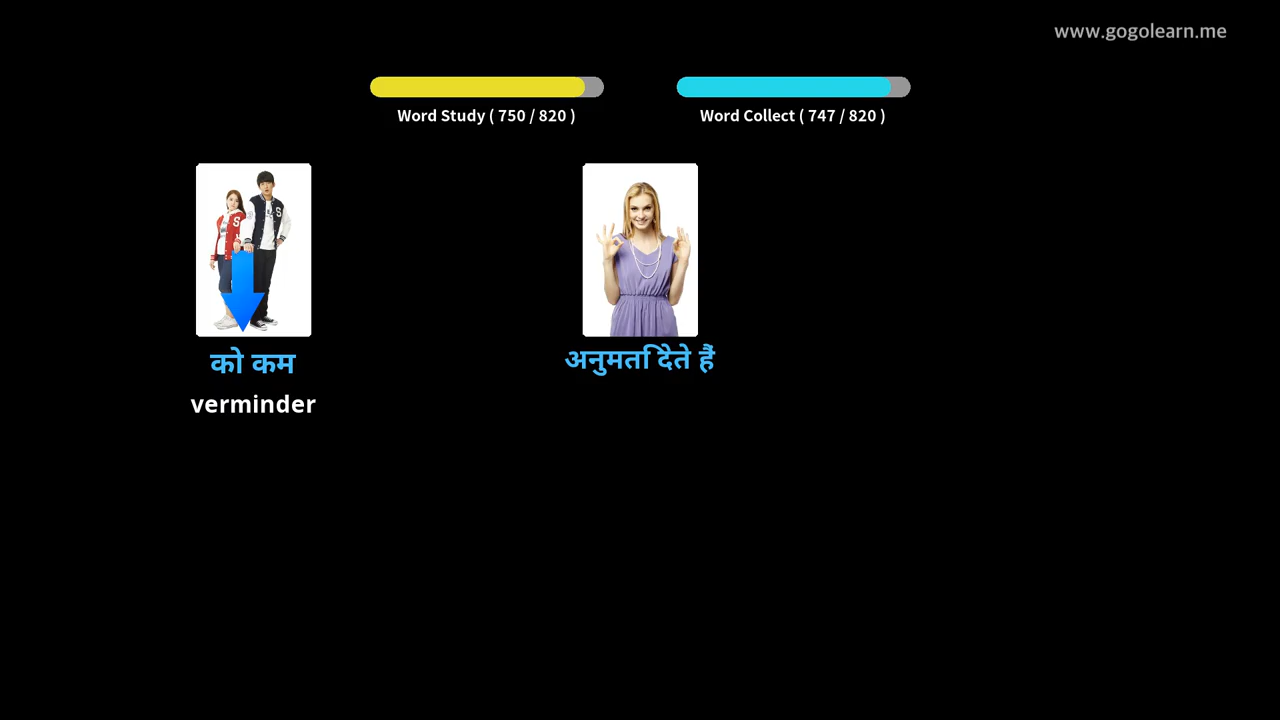 www.gogolearn.me
Word Study ( 750 / 820 )
Word Collect ( 747 / 820 )
को कम
verminder
अनुमति देते हैं